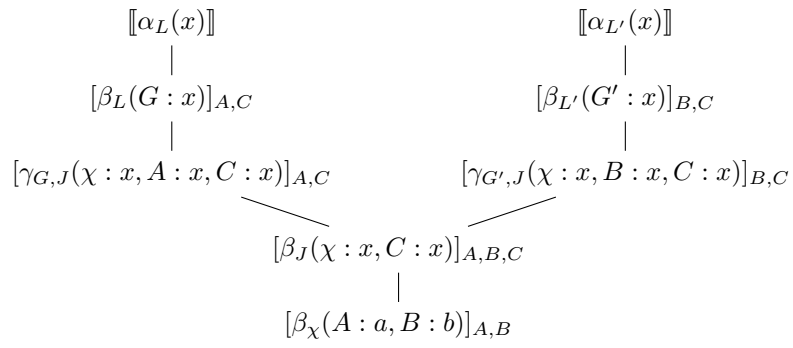 ⟦α_L(x)⟧ ⟦α_{L′}(x)⟧
[β_L(G : x)]_{A,C} [β_{L′}(G′ : x)]_{B,C}
[γ_{G,J}(χ : x, A : x, C : x)]_{A,C} [γ_{G′,J}(χ : x, B : x, C : x)]_{B,C}
[β_J(χ : x, C : x)]_{A,B,C}
[β_χ(A : a, B : b)]_{A,B}